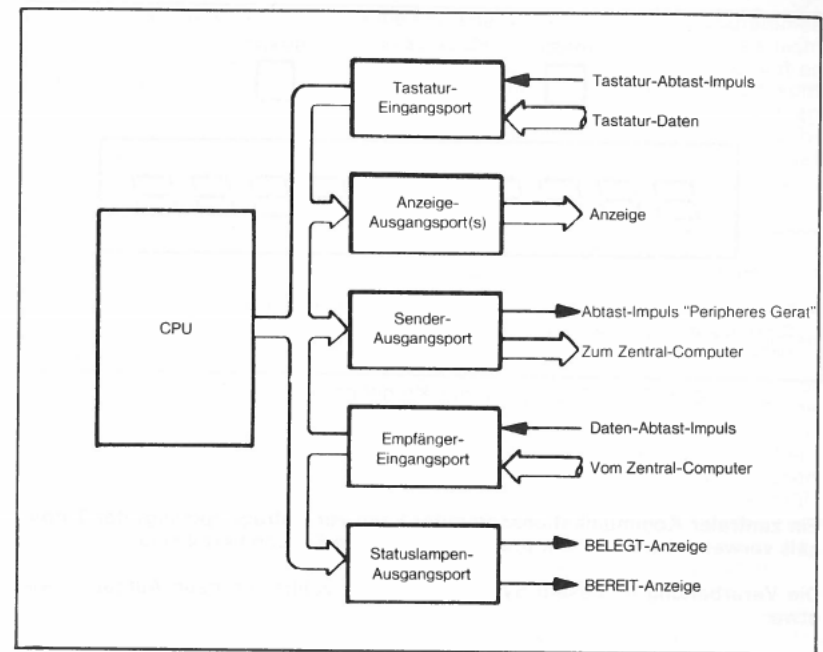 CPU
Tastatur-
Eingangsport
Tastatur-Abtast-Impuls
Tastatur-Daten
Anzeige-
Ausgangsport(s)
Anzeige
Sender-
Ausgangsport
Abtast-Impuls "Peripheres Gerat"
Zum Zentral-Computer
Empfänger-
Eingangsport
Daten-Abtast-Impuls
Vom Zentral-Computer
Statuslampen-
Ausgangsport
BELEGT-Anzeige
BEREIT-Anzeige